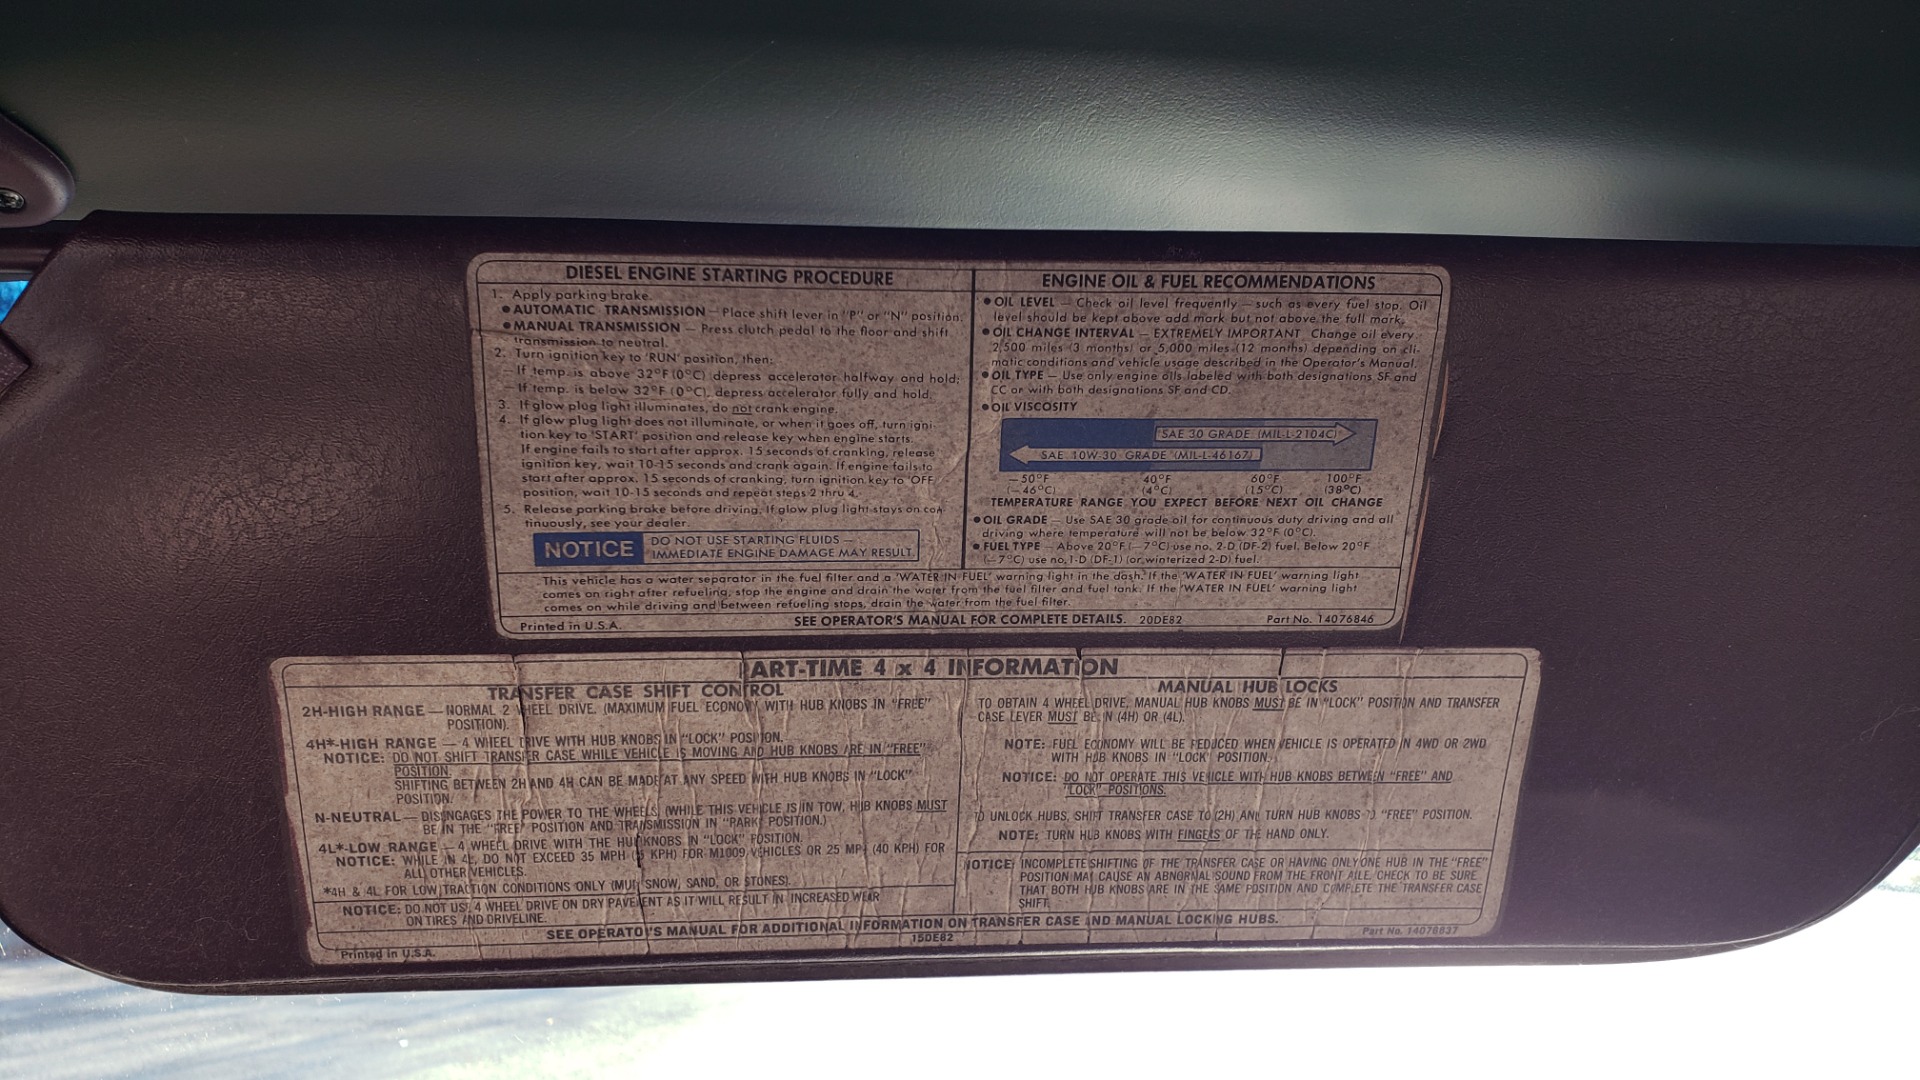 DIESEL ENGINE STARTING PROCEDURE
1. Apply parking brake.
● AUTOMATIC TRANSMISSION — Place shift lever in "P" or "N" position.
● MANUAL TRANSMISSION — Press clutch pedal to the floor and shift
transmission to neutral.
2. Turn ignition key to 'RUN' position, then:
If temp. is above 32°F (0°C) depress accelerator halfway and hold;
If temp. is below 32°F (0°C), depress accelerator fully and hold.
3. If glow plug light illuminates, do not crank engine.
4. If glow plug light does not illuminate, or when it goes off, turn igni-
tion key to 'START' position and release key when engine starts.
If engine fails to start after approx. 15 seconds of cranking, release
ignition key, wait 10-15 seconds and crank again. If engine fails to
start after approx. 15 seconds of cranking, turn ignition key to 'OFF'
position, wait 10-15 seconds and repeat steps 2 thru 4.
5. Release parking brake before driving. If glow plug light stays on con-
tinuously, see your dealer.
NOTICE
DO NOT USE STARTING FLUIDS —
IMMEDIATE ENGINE DAMAGE MAY RESULT.
ENGINE OIL & FUEL RECOMMENDATIONS
● OIL LEVEL — Check oil level frequently — such as every fuel stop. Oil
level should be kept above add mark but not above the full mark.
● OIL CHANGE INTERVAL — EXTREMELY IMPORTANT Change oil every
2,500 miles (3 months) or 5,000 miles (12 months) depending on cli-
matic conditions and vehicle usage described in the Operator's Manual.
● OIL TYPE — Use only engine oils labeled with both designations SF and
CC or with both designations SF and CD.
● OIL VISCOSITY
SAE 30 GRADE (MIL-L-2104C)
SAE 10W-30 GRADE (MIL-L-46167)
—50°F 40°F 60°F 100°F
(—46°C) (4°C) (15°C) (38°C)
TEMPERATURE RANGE YOU EXPECT BEFORE NEXT OIL CHANGE
● OIL GRADE — Use SAE 30 grade oil for continuous duty driving and all
driving where temperature will not be below 32°F (0°C).
● FUEL TYPE — Above 20°F (—7°C) use no. 2-D (DF-2) fuel. Below 20°F
(—7°C) use no. 1-D (DF-1) (or winterized 2-D) fuel.
This vehicle has a water separator in the fuel filter and a 'WATER IN FUEL' warning light in the dash. If the 'WATER IN FUEL' warning light
comes on right after refueling, stop the engine and drain the water from the fuel filter and fuel tank. If the 'WATER IN FUEL' warning light
comes on while driving and between refueling stops, drain the water from the fuel filter.
Printed in U.S.A. SEE OPERATOR'S MANUAL FOR COMPLETE DETAILS. 20DE82 Part No. 14076846
PART-TIME 4 x 4 INFORMATION
TRANSFER CASE SHIFT CONTROL
2H-HIGH RANGE — NORMAL 2 WHEEL DRIVE. (MAXIMUM FUEL ECONOMY WITH HUB KNOBS IN "FREE"
POSITION).
4H*-HIGH RANGE — 4 WHEEL DRIVE WITH HUB KNOBS IN "LOCK" POSITION.
NOTICE: DO NOT SHIFT TRANSFER CASE WHILE VEHICLE IS MOVING AND HUB KNOBS ARE IN "FREE"
POSITION.
SHIFTING BETWEEN 2H AND 4H CAN BE MADE AT ANY SPEED WITH HUB KNOBS IN "LOCK"
POSITION.
N-NEUTRAL — DISENGAGES THE POWER TO THE WHEELS. (WHILE THIS VEHICLE IS IN TOW, HUB KNOBS MUST
BE IN THE "FREE" POSITION AND TRANSMISSION IN "PARK" POSITION.)
4L*-LOW RANGE — 4 WHEEL DRIVE WITH THE HUB KNOBS IN "LOCK" POSITION.
NOTICE: WHILE IN 4L, DO NOT EXCEED 35 MPH ( KPH) FOR M1009 VEHICLES OR 25 MPH (40 KPH) FOR
ALL OTHER VEHICLES.
*4H & 4L FOR LOW TRACTION CONDITIONS ONLY (MUD, SNOW, SAND, OR STONES).
NOTICE: DO NOT USE 4 WHEEL DRIVE ON DRY PAVEMENT AS IT WILL RESULT IN INCREASED WEAR
ON TIRES AND DRIVELINE.
MANUAL HUB LOCKS
TO OBTAIN 4 WHEEL DRIVE, MANUAL HUB KNOBS MUST BE IN "LOCK" POSITION AND TRANSFER
CASE LEVER MUST BE IN (4H) OR (4L).
NOTE: FUEL ECONOMY WILL BE REDUCED WHEN VEHICLE IS OPERATED IN 4WD OR 2WD
WITH HUB KNOBS IN "LOCK" POSITION.
NOTICE: DO NOT OPERATE THIS VEHICLE WITH HUB KNOBS BETWEEN "FREE" AND
"LOCK" POSITIONS.
TO UNLOCK HUBS, SHIFT TRANSFER CASE TO (2H) AND TURN HUB KNOBS TO "FREE" POSITION.
NOTE: TURN HUB KNOBS WITH FINGERS OF THE HAND ONLY.
NOTICE: INCOMPLETE SHIFTING OF THE TRANSFER CASE OR HAVING ONLY ONE HUB IN THE "FREE"
POSITION MAY CAUSE AN ABNORMAL SOUND FROM THE FRONT AXLE. CHECK TO BE SURE
THAT BOTH HUB KNOBS ARE IN THE SAME POSITION AND COMPLETE THE TRANSFER CASE
SHIFT.
SEE OPERATOR'S MANUAL FOR ADDITIONAL INFORMATION ON TRANSFER CASE AND MANUAL LOCKING HUBS.
Printed in U.S.A. 15DE82 Part No. 14076837